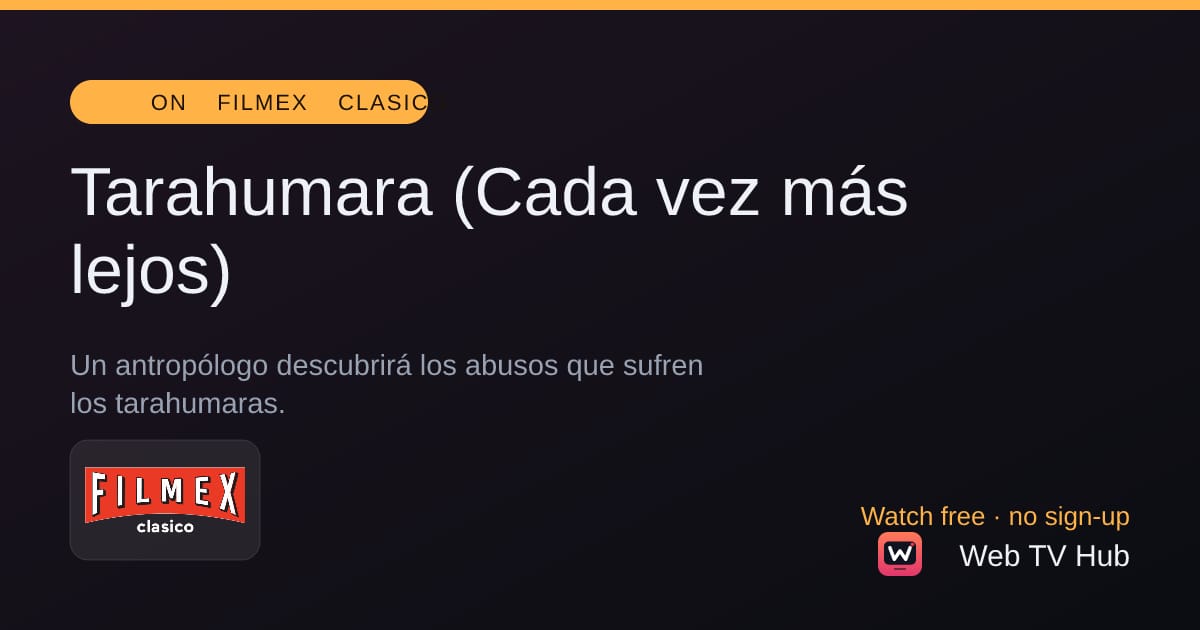 ON FILMEX CLASIC
Tarahumara (Cada vez más
lejos)
Un antropólogo descubrirá los abusos que sufren
los tarahumaras.
FILMEX
clasico
Watch free · no sign-up
W
Web TV Hub